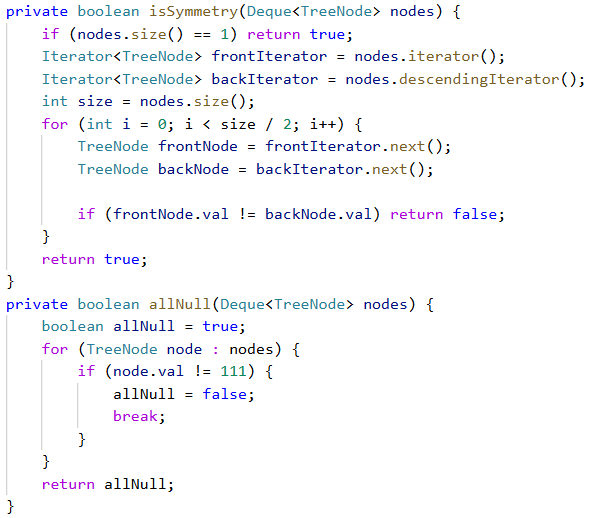 private boolean isSymmetry(Deque<TreeNode> nodes) {
    if (nodes.size() == 1) return true;
    Iterator<TreeNode> frontIterator = nodes.iterator();
    Iterator<TreeNode> backIterator = nodes.descendingIterator();
    int size = nodes.size();
    for (int i = 0; i < size / 2; i++) {
        TreeNode frontNode = frontIterator.next();
        TreeNode backNode = backIterator.next();

        if (frontNode.val != backNode.val) return false;
    }
    return true;
}
private boolean allNull(Deque<TreeNode> nodes) {
    boolean allNull = true;
    for (TreeNode node : nodes) {
        if (node.val != 111) {
            allNull = false;
            break;
        }
    }
    return allNull;
}